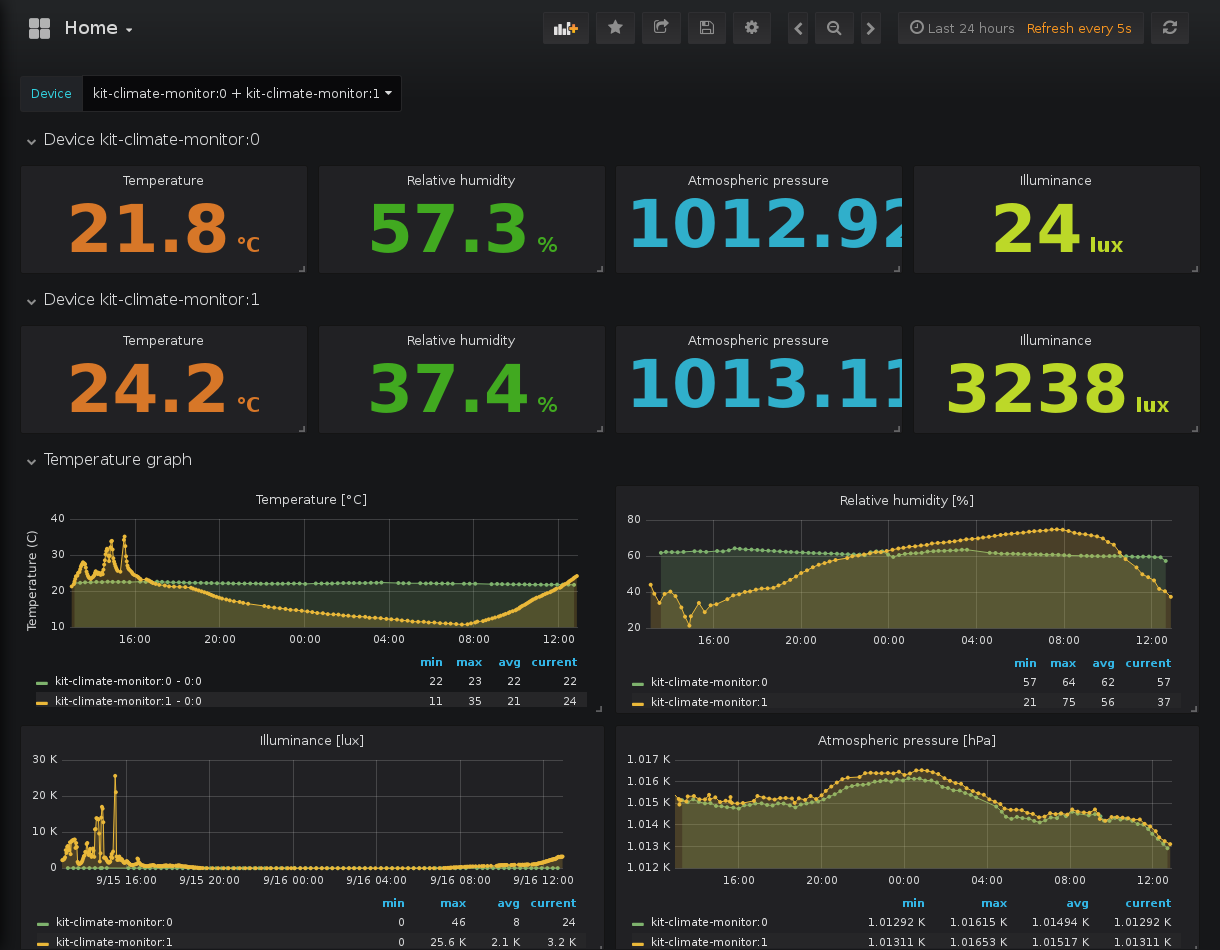 Home
Last 24 hours Refresh every 5s
Device kit-climate-monitor:0 + kit-climate-monitor:1
Device kit-climate-monitor:0
Temperature Relative humidity Atmospheric pressure Illuminance
21.8 °C 57.3 % 1012.92 24 lux
Device kit-climate-monitor:1
Temperature Relative humidity Atmospheric pressure Illuminance
24.2 °C 37.4 % 1013.11 3238 lux
Temperature graph
Temperature [°C]
Temperature (C)
40
30
20
10
16:00 20:00 00:00 04:00 08:00 12:00
min max avg current
kit-climate-monitor:0 - 0:0 22 23 22 22
kit-climate-monitor:1 - 0:0 11 35 21 24
Relative humidity [%]
80
60
40
20
16:00 20:00 00:00 04:00 08:00 12:00
min max avg current
kit-climate-monitor:0 57 64 62 57
kit-climate-monitor:1 21 75 56 37
Illuminance [lux]
30 K
20 K
10 K
0
9/15 16:00 9/15 20:00 9/16 00:00 9/16 04:00 9/16 08:00 9/16 12:00
min max avg current
kit-climate-monitor:0 0 46 8 24
kit-climate-monitor:1 0 25.6 K 2.1 K 3.2 K
Atmospheric pressure [hPa]
1.017 K
1.016 K
1.015 K
1.014 K
1.013 K
1.012 K
16:00 20:00 00:00 04:00 08:00 12:00
min max avg current
kit-climate-monitor:0 1.01292 K 1.01615 K 1.01494 K 1.01292 K
kit-climate-monitor:1 1.01311 K 1.01653 K 1.01517 K 1.01311 K